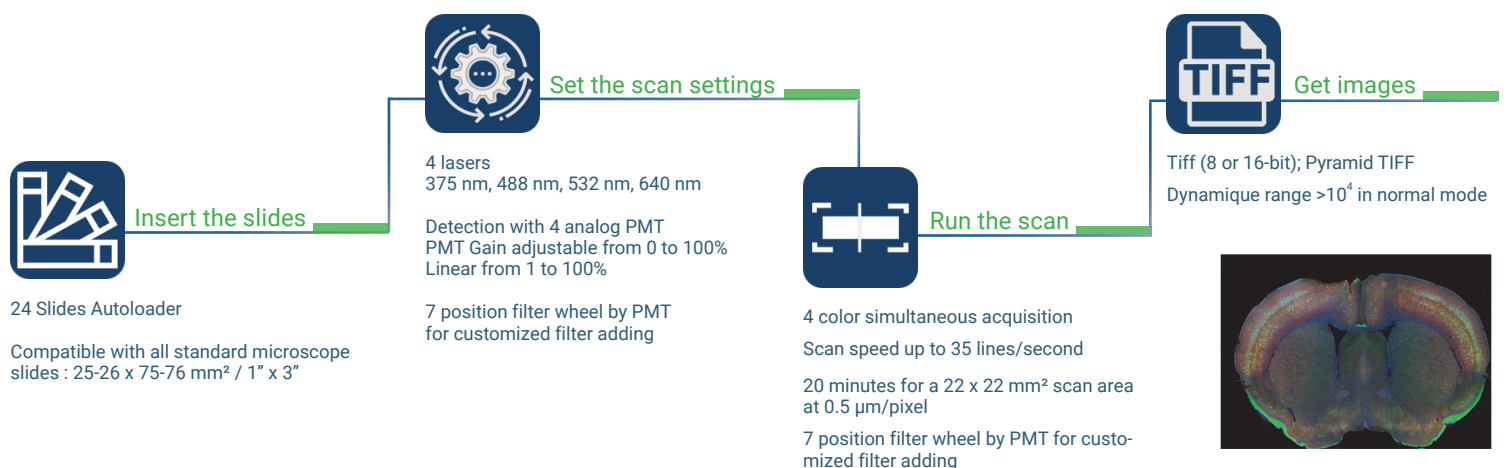 Insert the slides
24 Slides Autoloader
Compatible with all standard microscope
slides : 25-26 x 75-76 mm² / 1” x 3”
Set the scan settings
4 lasers
375 nm, 488 nm, 532 nm, 640 nm
Detection with 4 analog PMT
PMT Gain adjustable from 0 to 100%
Linear from 1 to 100%
7 position filter wheel by PMT
for customized filter adding
Run the scan
4 color simultaneous acquisition
Scan speed up to 35 lines/second
20 minutes for a 22 x 22 mm² scan area
at 0.5 µm/pixel
7 position filter wheel by PMT for custo-
mized filter adding
TIFF
Get images
Tiff (8 or 16-bit); Pyramid TIFF
Dynamique range >10⁴ in normal mode